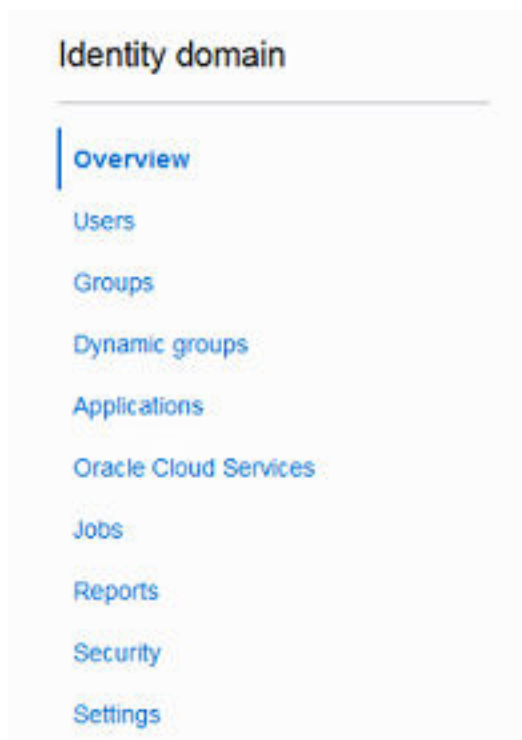 Identity domain
Overview
Users
Groups
Dynamic groups
Applications
Oracle Cloud Services
Jobs
Reports
Security
Settings